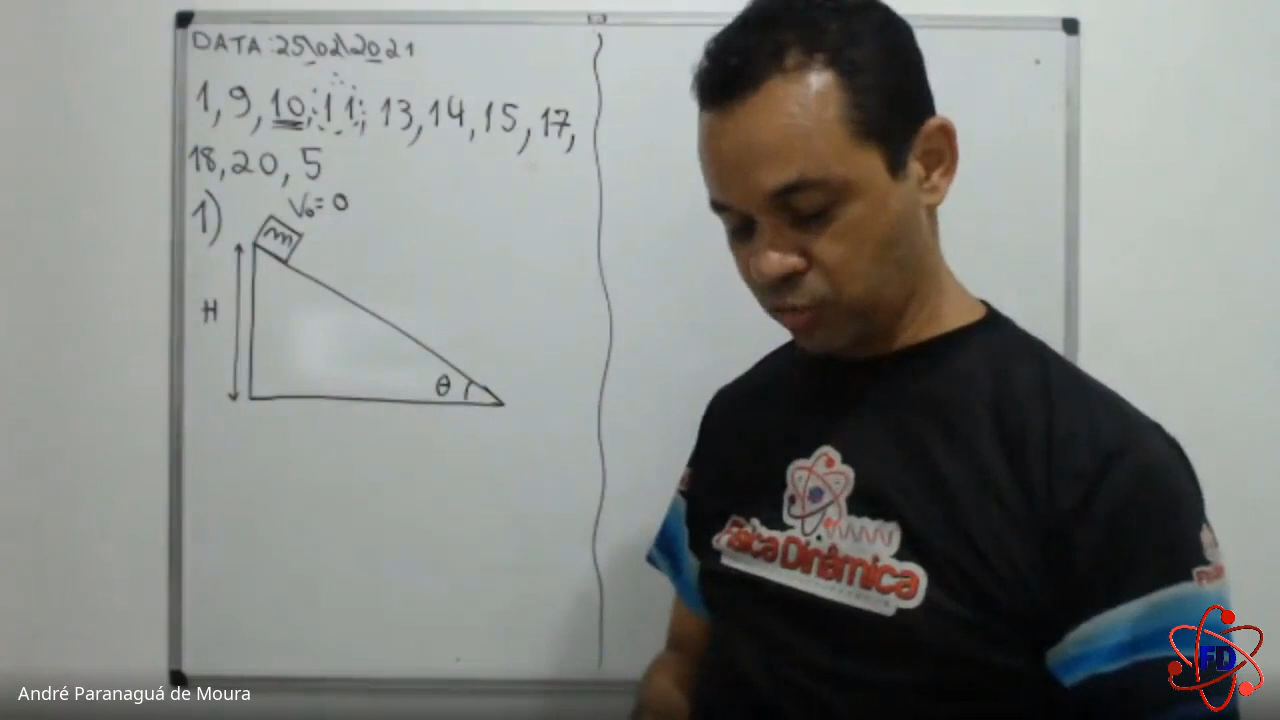 DATA: 25\02\2021
1, 9, 10, 11, 13, 14, 15, 17,
18, 20, 5
1)
V₀ = 0
m
H
θ
Física Dinâmica
FD
André Paranaguá de Moura